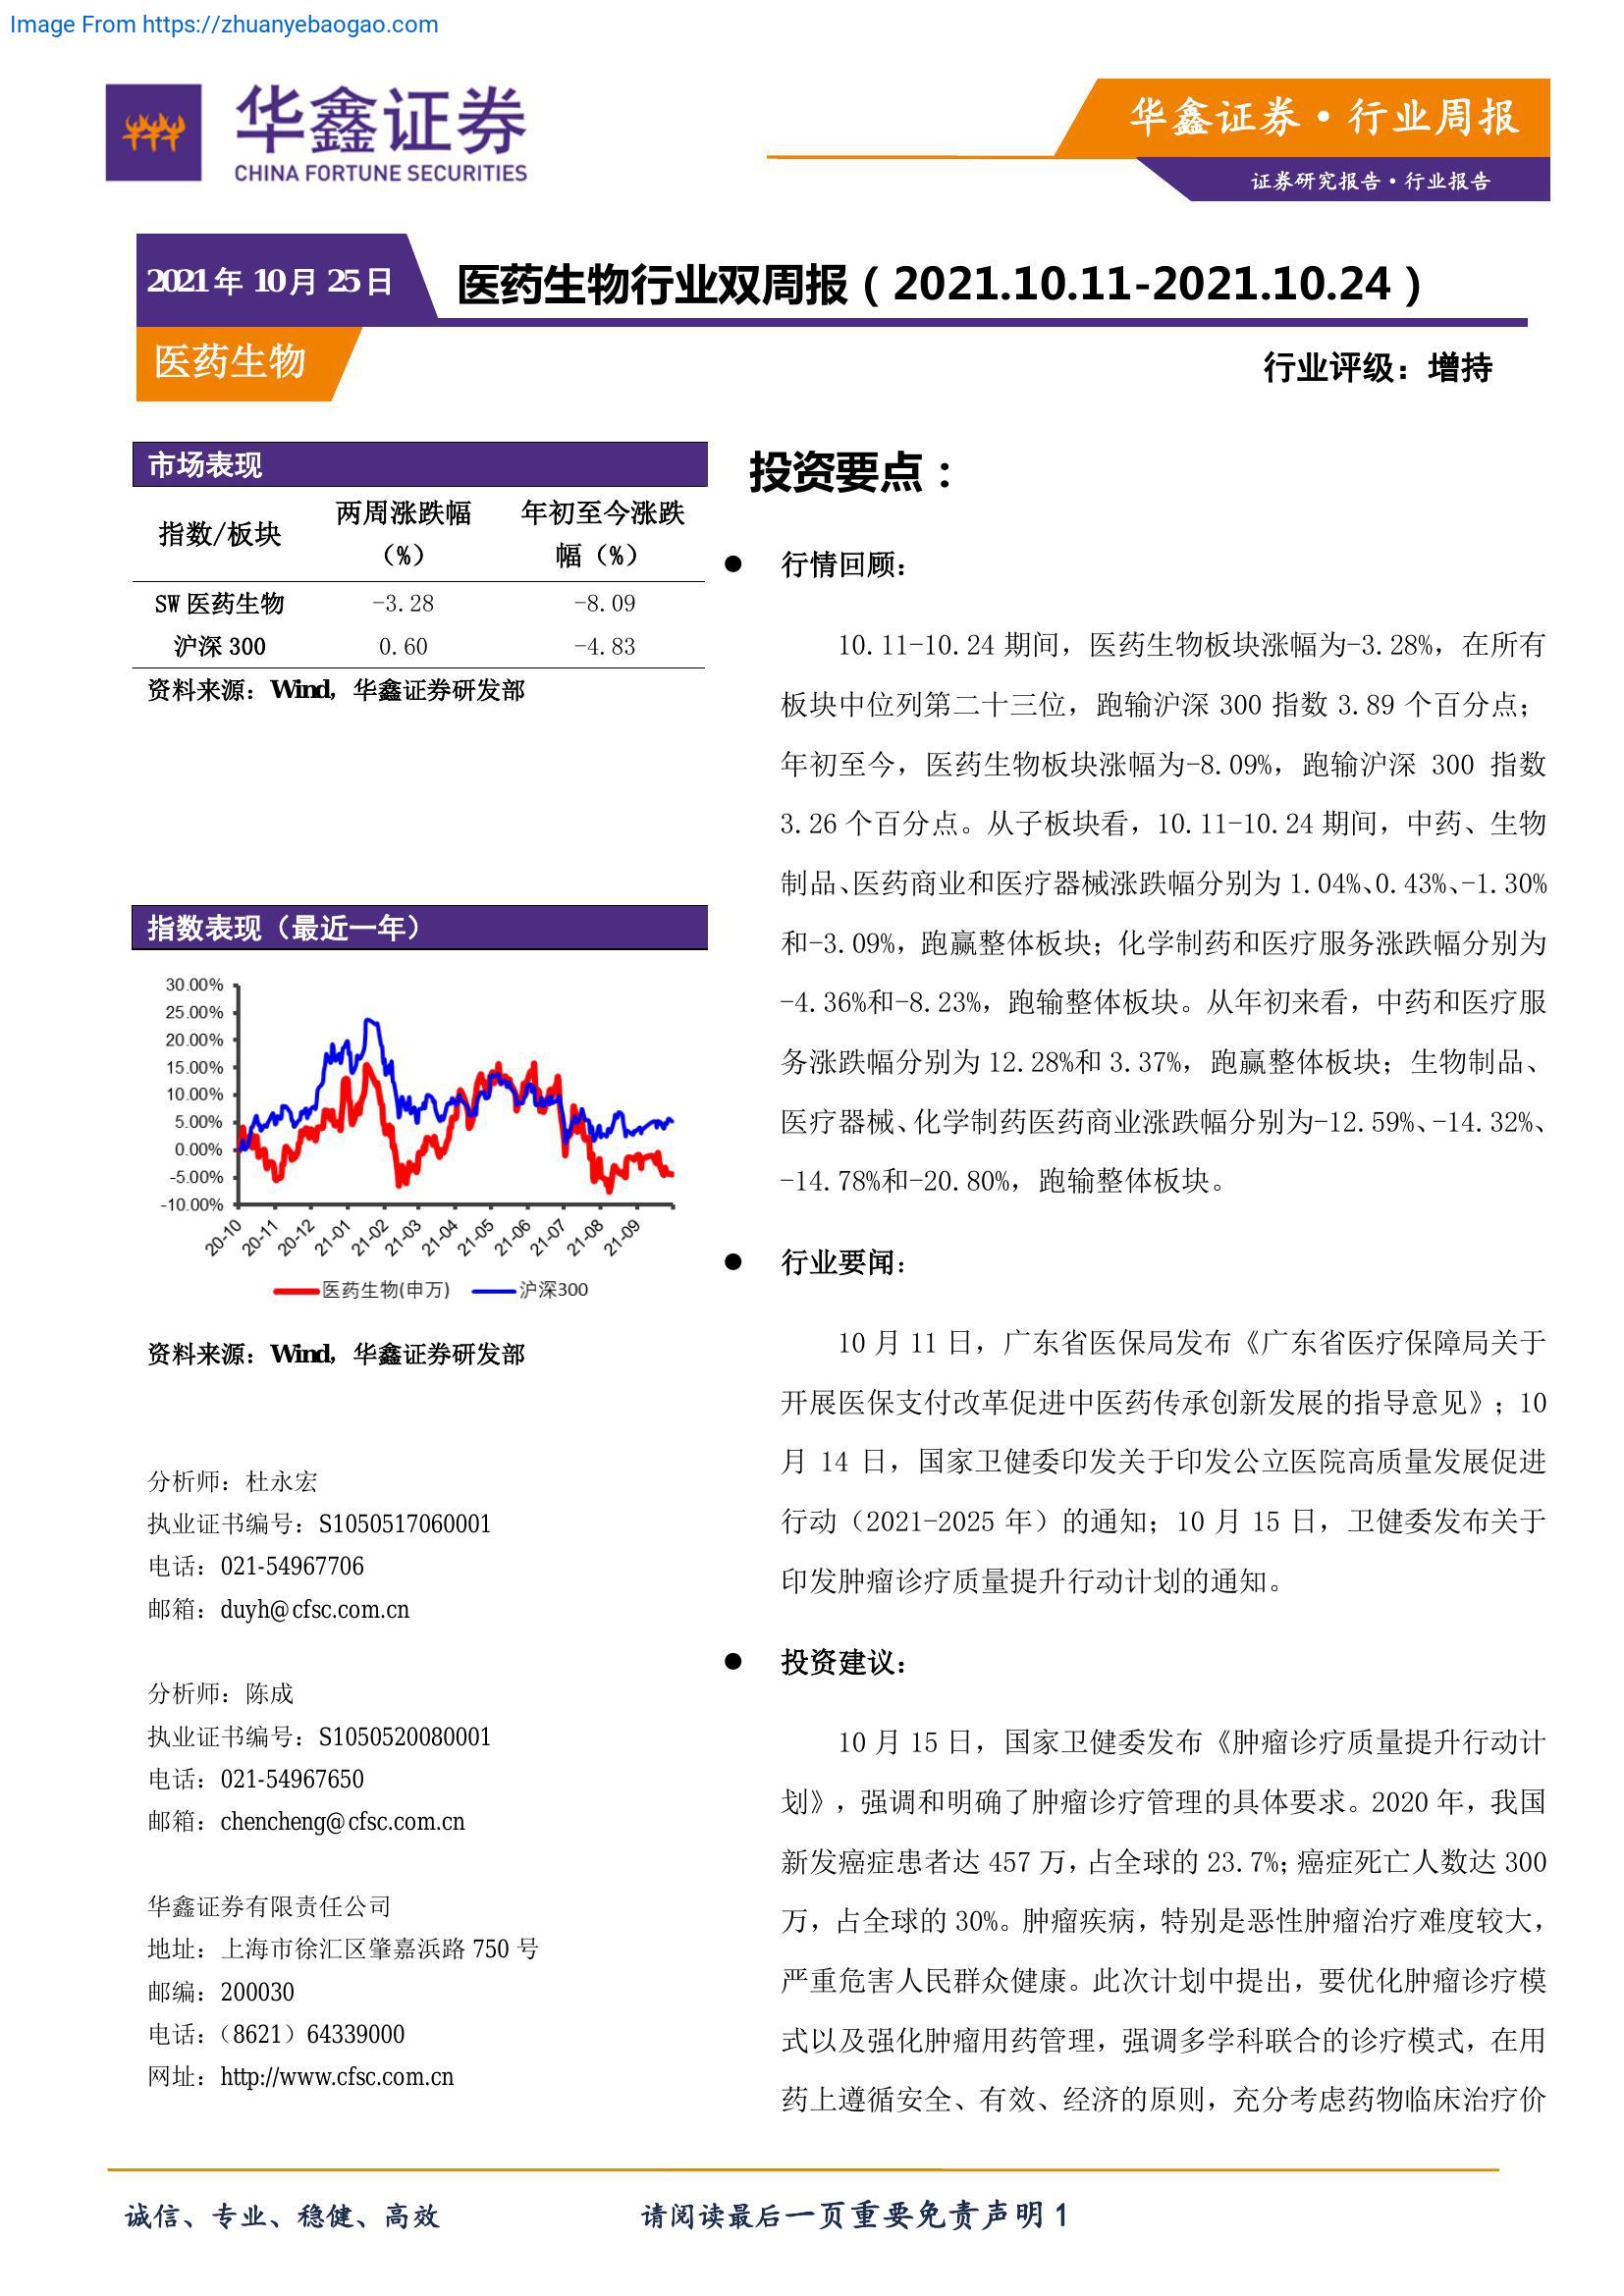 Image From https://zhuanyebaogao.com
华鑫证券
CHINA FORTUNE SECURITIES
华鑫证券·行业周报
证券研究报告·行业报告
2021年10月25日
医药生物行业双周报（2021.10.11-2021.10.24）
医药生物
行业评级：增持
市场表现
指数/板块 两周涨跌幅（%） 年初至今涨跌幅（%）
SW 医药生物 -3.28 -8.09
沪深 300 0.60 -4.83
资料来源：Wind，华鑫证券研发部
指数表现（最近一年）
30.00%
25.00%
20.00%
15.00%
10.00%
5.00%
0.00%
-5.00%
-10.00%
20-10 20-11 20-12 21-01 21-02 21-03 21-04 21-05 21-06 21-07 21-08 21-09
医药生物(申万) 沪深300
资料来源：Wind，华鑫证券研发部
分析师：杜永宏
执业证书编号：S1050517060001
电话：021-54967706
邮箱：duyh@cfsc.com.cn
分析师：陈成
执业证书编号：S1050520080001
电话：021-54967650
邮箱：chencheng@cfsc.com.cn
华鑫证券有限责任公司
地址：上海市徐汇区肇嘉浜路 750 号
邮编：200030
电话：（8621）64339000
网址：http://www.cfsc.com.cn
投资要点：
● 行情回顾：
10.11-10.24 期间，医药生物板块涨幅为-3.28%，在所有
板块中位列第二十三位，跑输沪深 300 指数 3.89 个百分点；
年初至今，医药生物板块涨幅为-8.09%，跑输沪深 300 指数
3.26 个百分点。从子板块看，10.11-10.24 期间，中药、生物
制品、医药商业和医疗器械涨跌幅分别为 1.04%、0.43%、-1.30%
和-3.09%，跑赢整体板块；化学制药和医疗服务涨跌幅分别为
-4.36%和-8.23%，跑输整体板块。从年初来看，中药和医疗服
务涨跌幅分别为 12.28%和 3.37%，跑赢整体板块；生物制品、
医疗器械、化学制药医药商业涨跌幅分别为-12.59%、-14.32%、
-14.78%和-20.80%，跑输整体板块。
● 行业要闻：
10 月 11 日，广东省医保局发布《广东省医疗保障局关于
开展医保支付改革促进中医药传承创新发展的指导意见》；10
月 14 日，国家卫健委印发关于印发公立医院高质量发展促进
行动（2021-2025 年）的通知；10 月 15 日，卫健委发布关于
印发肿瘤诊疗质量提升行动计划的通知。
● 投资建议：
10 月 15 日，国家卫健委发布《肿瘤诊疗质量提升行动计
划》，强调和明确了肿瘤诊疗管理的具体要求。2020 年，我国
新发癌症患者达 457 万，占全球的 23.7%；癌症死亡人数达 300
万，占全球的 30%。肿瘤疾病，特别是恶性肿瘤治疗难度较大，
严重危害人民群众健康。此次计划中提出，要优化肿瘤诊疗模
式以及强化肿瘤用药管理，强调多学科联合的诊疗模式，在用
药上遵循安全、有效、经济的原则，充分考虑药物临床治疗价
诚信、专业、稳健、高效
请阅读最后一页重要免责声明 1